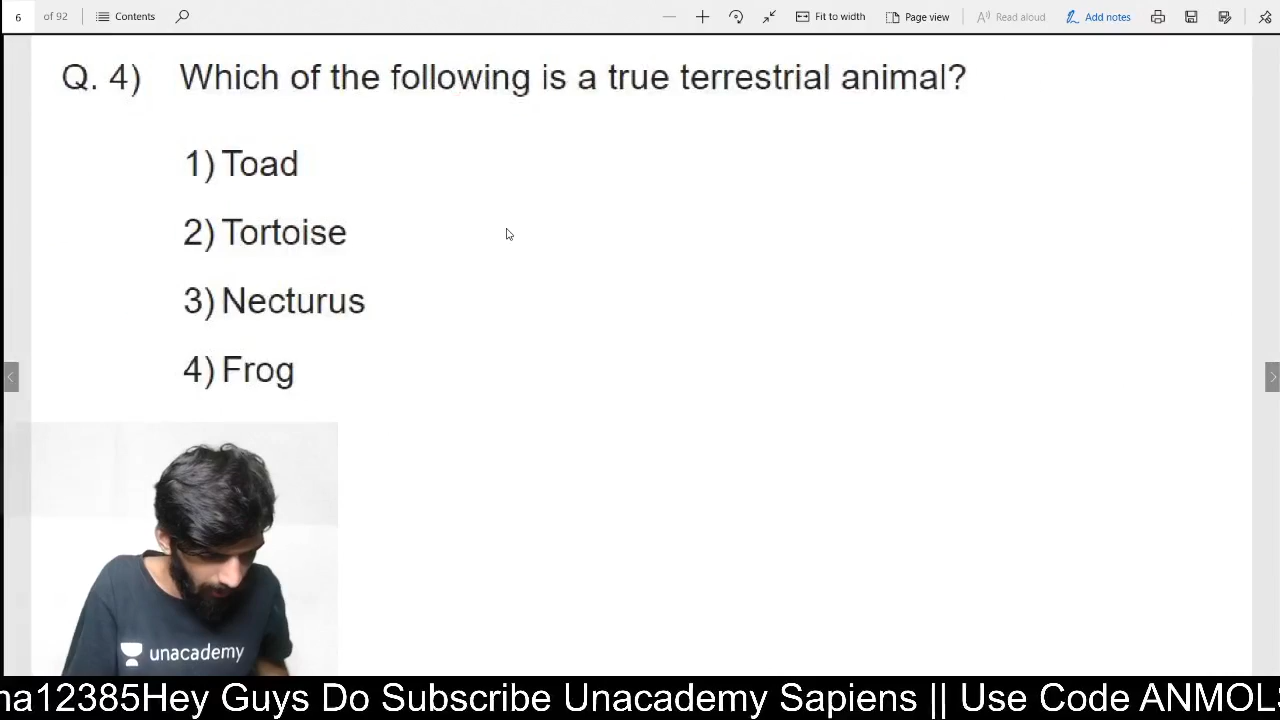 6 of 92 Contents Fit to width Page view Read aloud Add notes
Q. 4) Which of the following is a true terrestrial animal?
1) Toad
2) Tortoise
3) Necturus
4) Frog
unacademy
na12385Hey Guys Do Subscribe Unacademy Sapiens || Use Code ANMOL